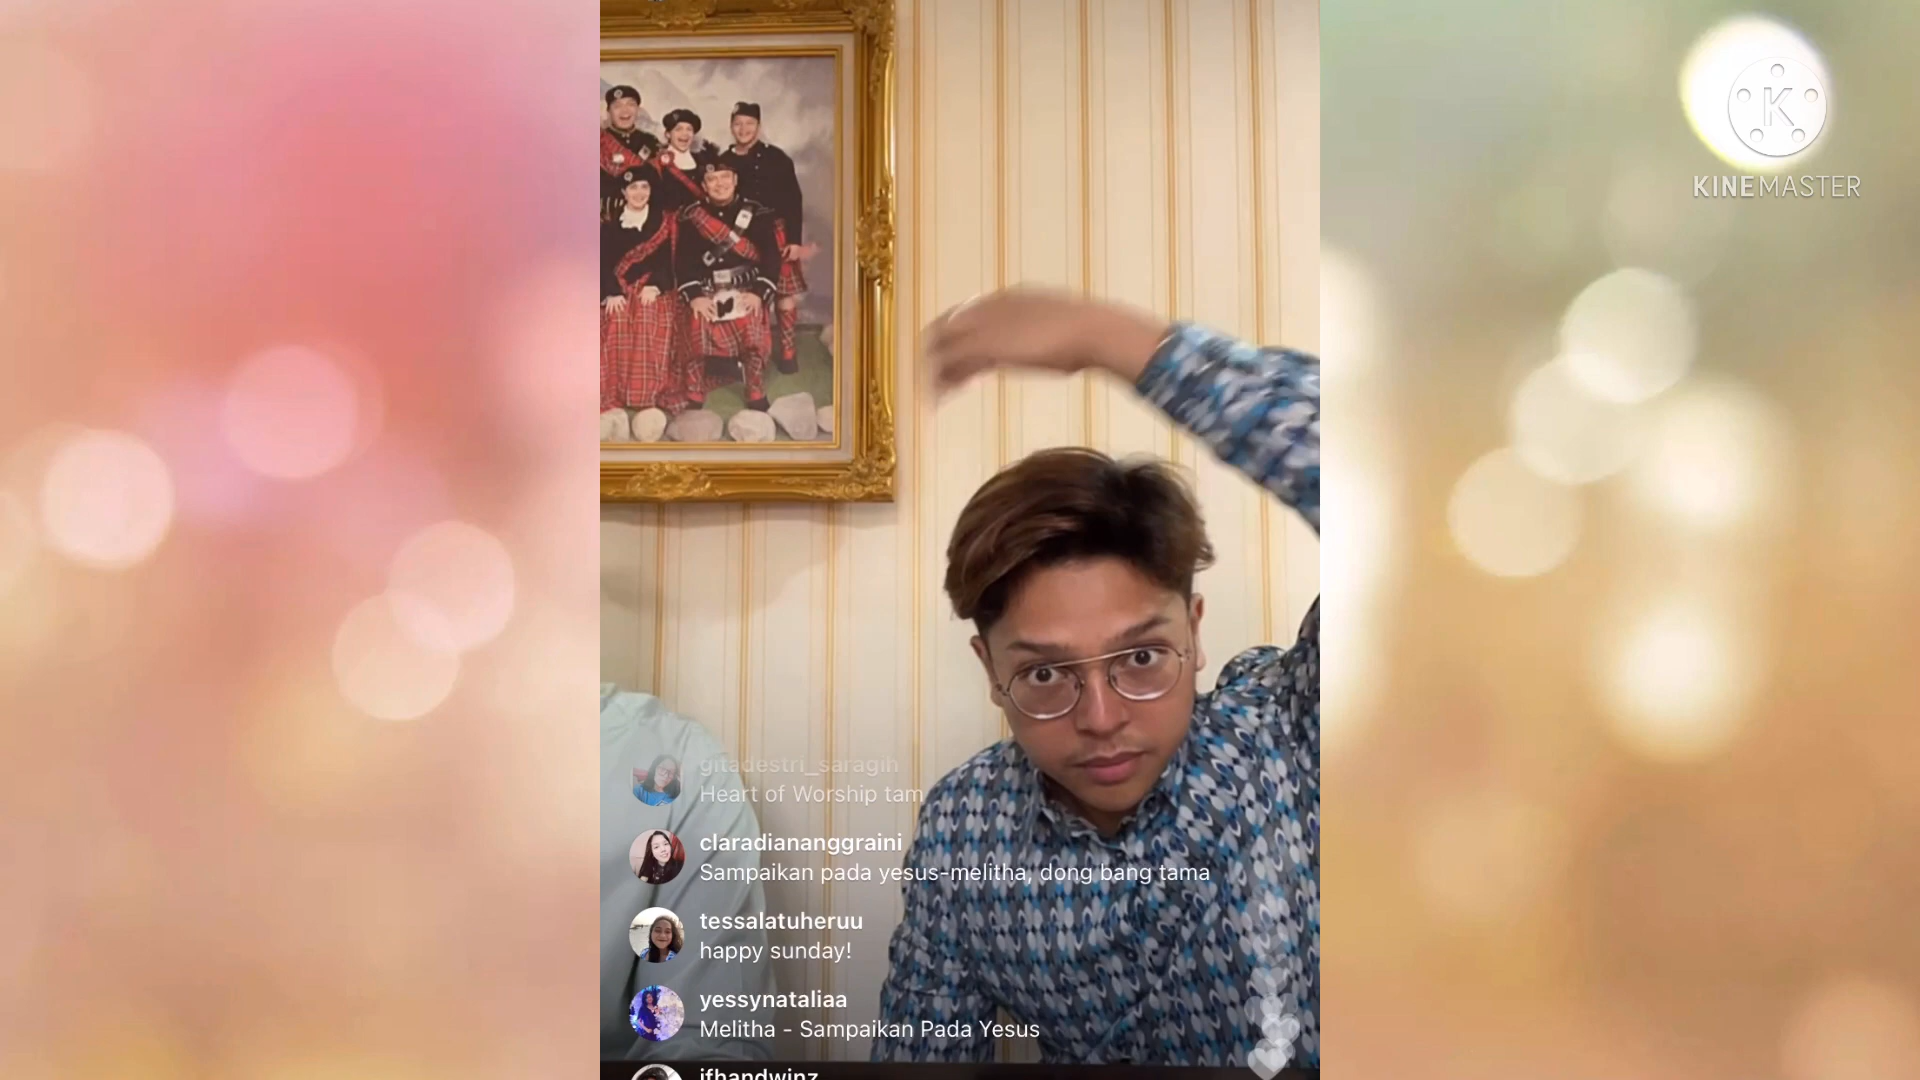 KINEMASTER
gitadestri_saragih
Heart of Worship tam
claradiananggraini
Sampaikan pada yesus-melitha, dong bang tama
tessalatuheruu
happy sunday!
yessynataliaa
Melitha - Sampaikan Pada Yesus
ifhandwinz